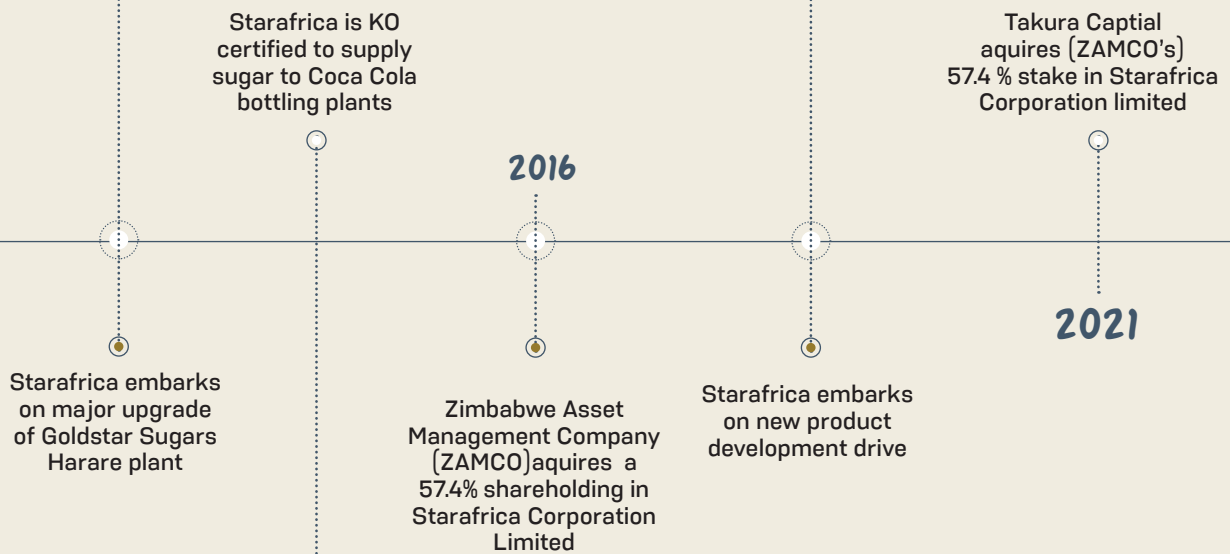 Starafrica is KO
certified to supply
sugar to Coca Cola
bottling plants
Takura Captial
aquires (ZAMCO's)
57.4 % stake in Starafrica
Corporation limited
2016
2021
Starafrica embarks
on major upgrade
of Goldstar Sugars
Harare plant
Zimbabwe Asset
Management Company
(ZAMCO)aquires a
57.4% shareholding in
Starafrica Corporation
Limited
Starafrica embarks
on new product
development drive